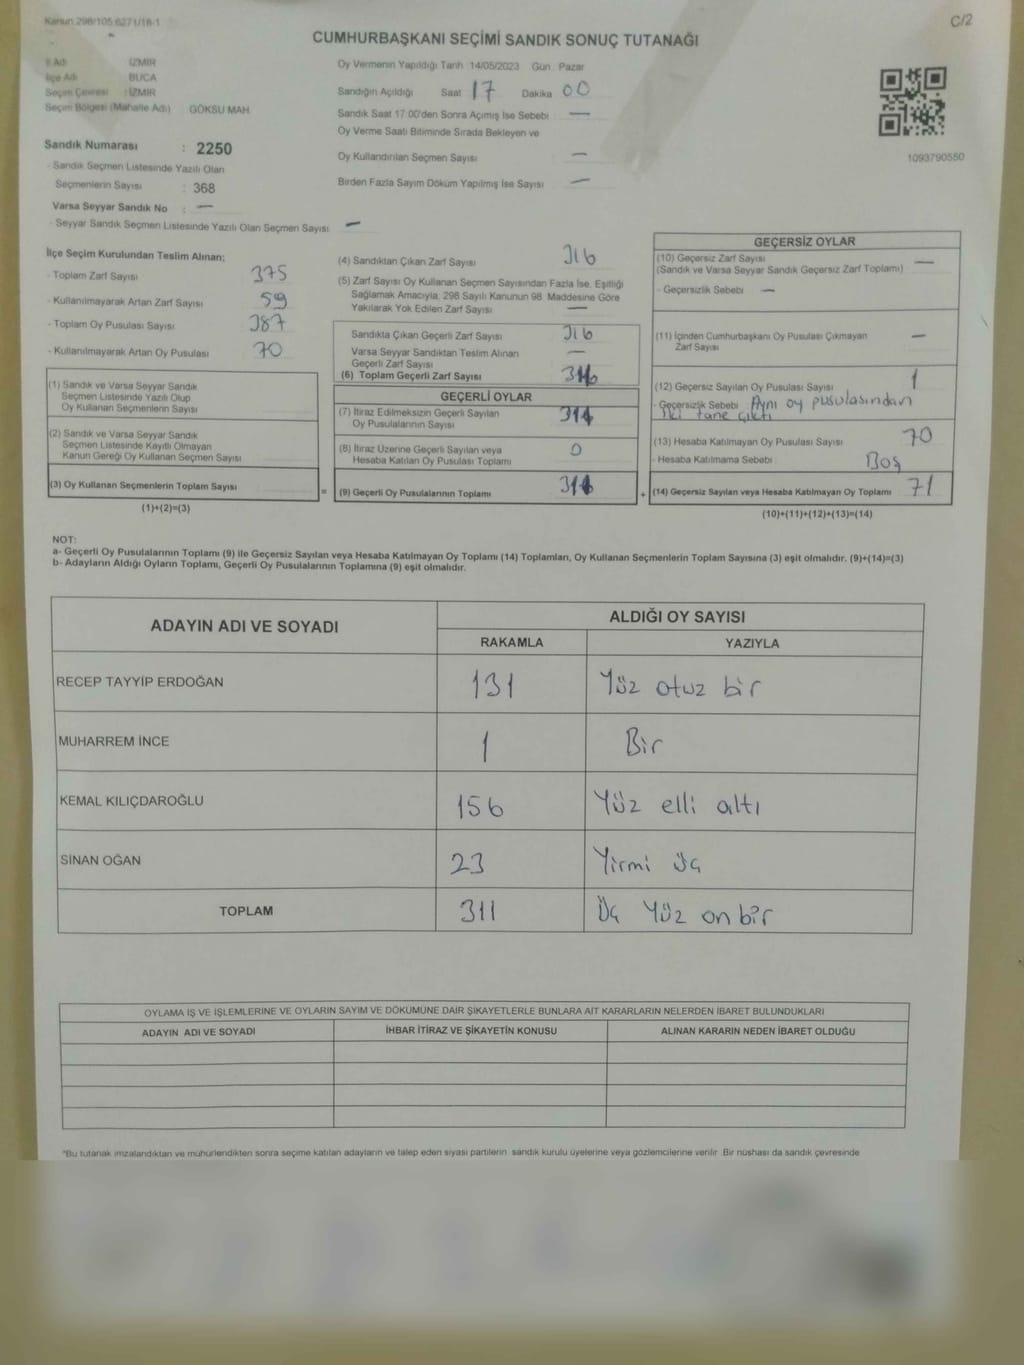 Kanun 298/105 6271/18-1
C/2
CUMHURBAŞKANI SEÇİMİ SANDIK SONUÇ TUTANAĞI
İl Adı : İZMİR
İlçe Adı : BUCA
Seçim Çevresi : İZMİR
Seçim Bölgesi (Mahalle Adı) GÖKSU MAH.
Sandık Numarası : 2250
- Sandık Seçmen Listesinde Yazılı Olan
Seçmenlerin Sayısı : 368
Varsa Seyyar Sandık No : —
- Seyyar Sandık Seçmen Listesinde Yazılı Olan Seçmen Sayısı —
Oy Vermenin Yapıldığı Tarih 14/05/2023 Gün : Pazar
Sandığın Açıldığı Saat 17 Dakika 00
Sandık Saat 17:00'den Sonra Açımış İse Sebebi : —
Oy Verme Saati Bitiminde Sırada Bekleyen ve
Oy Kullandırılan Seçmen Sayısı —
Birden Fazla Sayım Döküm Yapılmış İse Sayısı —
1093790550
İlçe Seçim Kurulundan Teslim Alınan;
- Toplam Zarf Sayısı 375
- Kullanılmayarak Artan Zarf Sayısı 59
- Toplam Oy Pusulası Sayısı 387
- Kullanılmayarak Artan Oy Pusulası 70
(1) Sandık ve Varsa Seyyar Sandık
Seçmen Listesinde Yazılı Olup
Oy Kullanan Seçmenlerin Sayısı
(2) Sandık ve Varsa Seyyar Sandık
Seçmen Listesinde Kayıtlı Olmayan
Kanun Gereği Oy Kullanan Seçmen Sayısı
(3) Oy Kullanan Seçmenlerin Toplam Sayısı
(1)+(2)=(3)
=
(4) Sandıktan Çıkan Zarf Sayısı 316
(5) Zarf Sayısı Oy Kullanan Seçmen Sayısından Fazla İse, Eşitliği
Sağlamak Amacıyla, 298 Sayılı Kanunun 98. Maddesine Göre
Yakılarak Yok Edilen Zarf Sayısı —
Sandıkta Çıkan Geçerli Zarf Sayısı 316
Varsa Seyyar Sandıktan Teslim Alınan
Geçerli Zarf Sayısı —
(6) Toplam Geçerli Zarf Sayısı 316
GEÇERLİ OYLAR
(7) İtiraz Edilmeksizin Geçerli Sayılan
Oy Pusulalarının Sayısı
(8) İtiraz Üzerine Geçerli Sayılan veya
Hesaba Katılan Oy Pusulası Toplamı 0
(9) Geçerli Oy Pusulalarının Toplamı
+
GEÇERSİZ OYLAR
(10) Geçersiz Zarf Sayısı —
(Sandık ve Varsa Seyyar Sandık Geçersiz Zarf Toplamı)
- Geçersizlik Sebebi : —
(11) İçinden Cumhurbaşkanı Oy Pusulası Çıkmayan
Zarf Sayısı —
(12) Geçersiz Sayılan Oy Pusulası Sayısı 1
- Geçersizlik Sebebi : Aynı oy pusulasından
iki tane çıktı
(13) Hesaba Katılmayan Oy Pusulası Sayısı 70
- Hesaba Katılmama Sebebi : Boş
(14) Geçersiz Sayılan veya Hesaba Katılmayan Oy Toplamı 71
(10)+(11)+(12)+(13)=(14)
NOT:
a- Geçerli Oy Pusulalarının Toplamı (9) ile Geçersiz Sayılan veya Hesaba Katılmayan Oy Toplamı (14) Toplamları, Oy Kullanan Seçmenlerin Toplam Sayısına (3) eşit olmalıdır. (9)+(14)=(3)
b- Adayların Aldığı Oyların Toplamı, Geçerli Oy Pusulalarının Toplamına (9) eşit olmalıdır.
ADAYIN ADI VE SOYADI ALDIĞI OY SAYISI
RAKAMLA YAZIYLA
RECEP TAYYİP ERDOĞAN 131 Yüz otuz bir
MUHARREM İNCE 1 Bir
KEMAL KILIÇDAROĞLU 156 Yüz elli altı
SİNAN OĞAN 23 Yirmi üç
TOPLAM 311 Üç Yüz on bir
OYLAMA İŞ VE İŞLEMLERİNE VE OYLARIN SAYIM VE DÖKÜMÜNE DAİR ŞİKAYETLERLE BUNLARA AİT KARARLARIN NELERDEN İBARET BULUNDUKLARI
ADAYIN ADI VE SOYADI İHBAR İTİRAZ VE ŞİKAYETİN KONUSU ALINAN KARARIN NEDEN İBARET OLDUĞU
*Bu tutanak imzalandıktan ve mühürlendikten sonra seçime katılan adayların ve talep eden siyasi partilerin sandık kurulu üyelerine veya gözlemcilerine verilir. Bir nüshası da sandık çevresinde